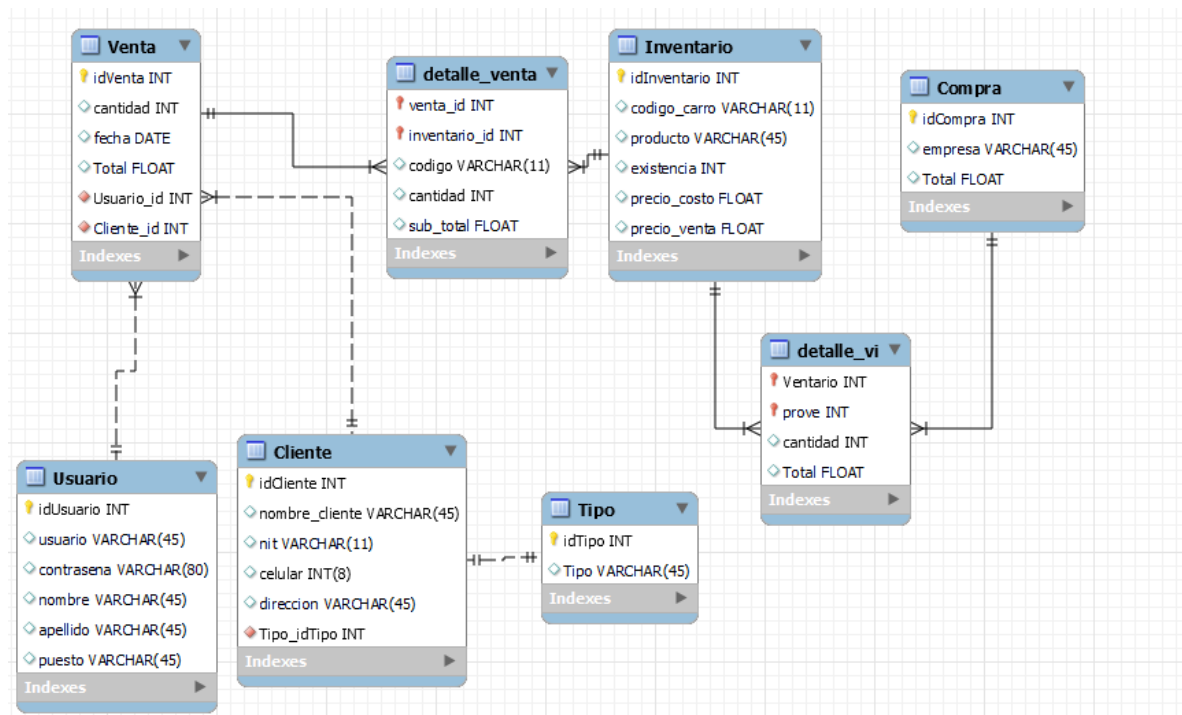 Venta
idVenta INT
cantidad INT
fecha DATE
Total FLOAT
Usuario_id INT
Cliente_id INT
Indexes
detalle_venta
venta_id INT
inventario_id INT
codigo VARCHAR(11)
cantidad INT
sub_total FLOAT
Indexes
Inventario
idInventario INT
codigo_carro VARCHAR(11)
producto VARCHAR(45)
existencia INT
precio_costo FLOAT
precio_venta FLOAT
Indexes
Compra
idCompra INT
empresa VARCHAR(45)
Total FLOAT
Indexes
detalle_vi
Ventario INT
prove INT
cantidad INT
Total FLOAT
Indexes
Usuario
idUsuario INT
usuario VARCHAR(45)
contrasena VARCHAR(80)
nombre VARCHAR(45)
apellido VARCHAR(45)
puesto VARCHAR(45)
Indexes
Cliente
idCliente INT
nombre_cliente VARCHAR(45)
nit VARCHAR(11)
celular INT(8)
direccion VARCHAR(45)
Tipo_idTipo INT
Indexes
Tipo
idTipo INT
Tipo VARCHAR(45)
Indexes